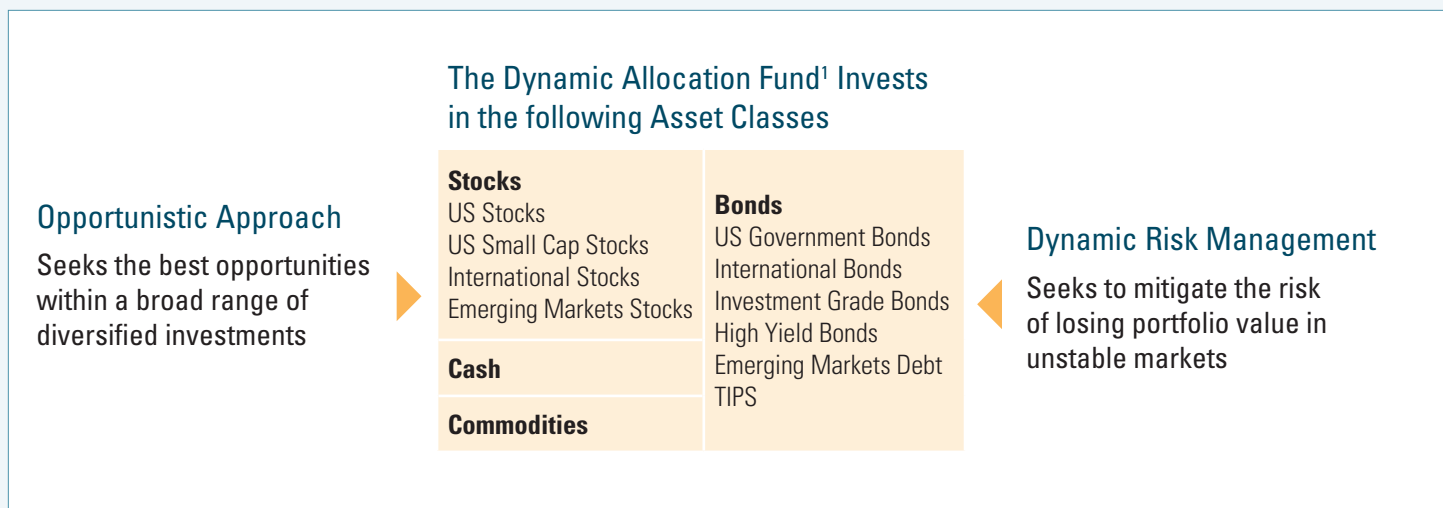 The Dynamic Allocation Fund¹ Invests
in the following Asset Classes
Opportunistic Approach
Seeks the best opportunities
within a broad range of
diversified investments
Stocks
US Stocks
US Small Cap Stocks
International Stocks
Emerging Markets Stocks
Cash
Commodities
Bonds
US Government Bonds
International Bonds
Investment Grade Bonds
High Yield Bonds
Emerging Markets Debt
TIPS
Dynamic Risk Management
Seeks to mitigate the risk
of losing portfolio value in
unstable markets